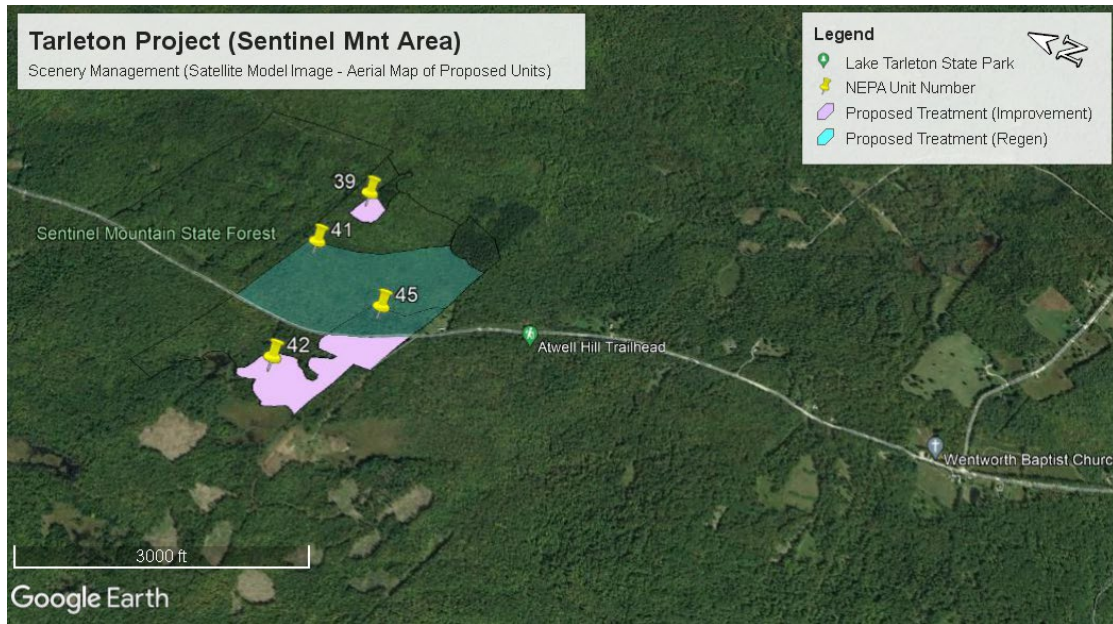 Tarleton Project (Sentinel Mnt Area)
Scenery Management (Satellite Model Image - Aerial Map of Proposed Units)
Legend
N
Lake Tarleton State Park
NEPA Unit Number
Proposed Treatment (Improvement)
Proposed Treatment (Regen)
39
Sentinel Mountain State Forest
41
45
42
Atwell Hill Trailhead
Wentworth Baptist Churc
3000 ft
Google Earth